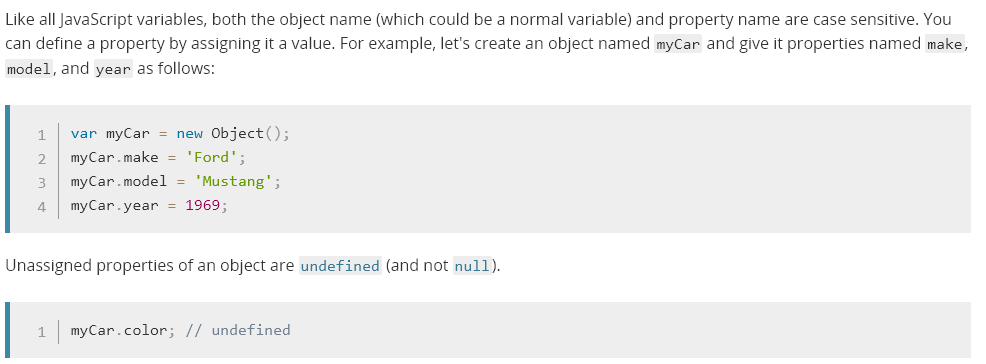 Like all JavaScript variables, both the object name (which could be a normal variable) and property name are case sensitive. You
can define a property by assigning it a value. For example, let's create an object named myCar and give it properties named make,
model, and year as follows:
1 var myCar = new Object();
2 myCar.make = 'Ford';
3 myCar.model = 'Mustang';
4 myCar.year = 1969;
Unassigned properties of an object are undefined (and not null).
1 myCar.color; // undefined